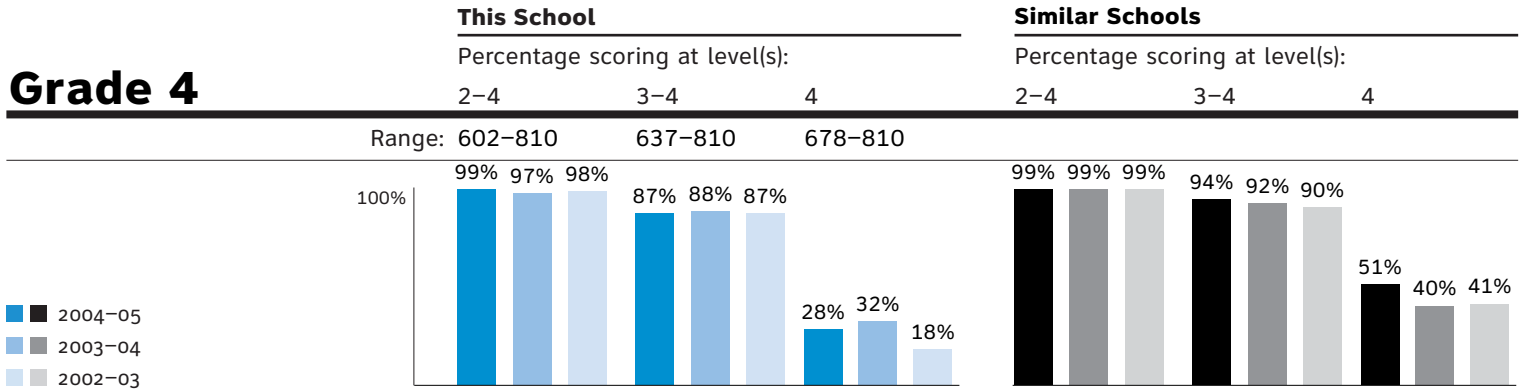 This School Similar Schools
Percentage scoring at level(s): Percentage scoring at level(s):
Grade 4 2–4 3–4 4 2–4 3–4 4
Range: 602–810 637–810 678–810
99% 97% 98% 87% 88% 87% 28% 32% 18% 99% 99% 99% 94% 92% 90% 51% 40% 41%
100%
2004–05
2003–04
2002–03